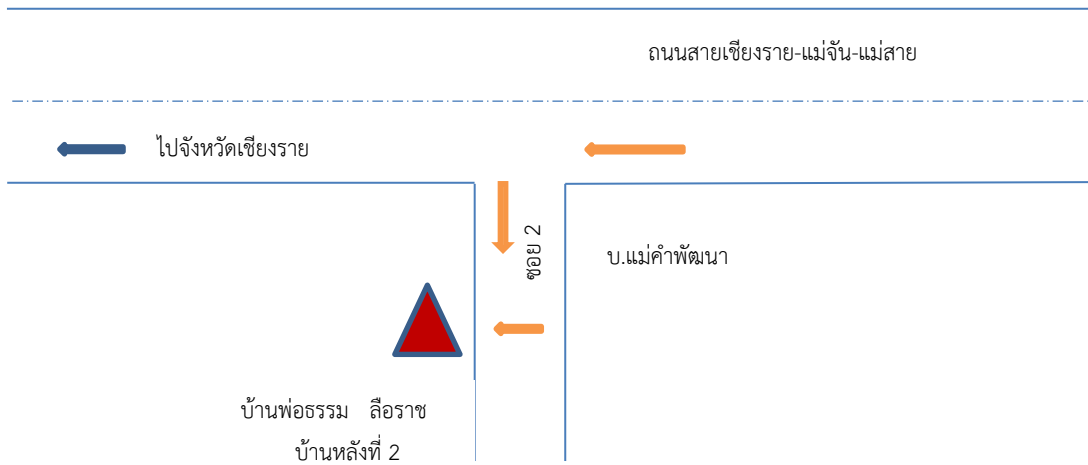 ถนนสายเชียงราย-แม่จัน-แม่สาย
ไปจังหวัดเชียงราย
ซอย 2
บ.แม่คำพัฒนา
บ้านพ่อธรรม ลือราช
บ้านหลังที่ 2